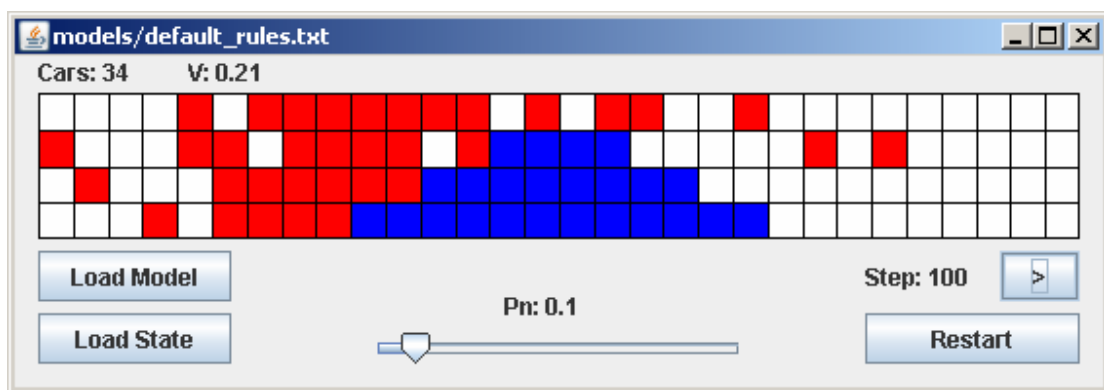 models/default_rules.txt
Cars: 34 V: 0.21
Load Model
Step: 100 >
Pn: 0.1
Load State
Restart